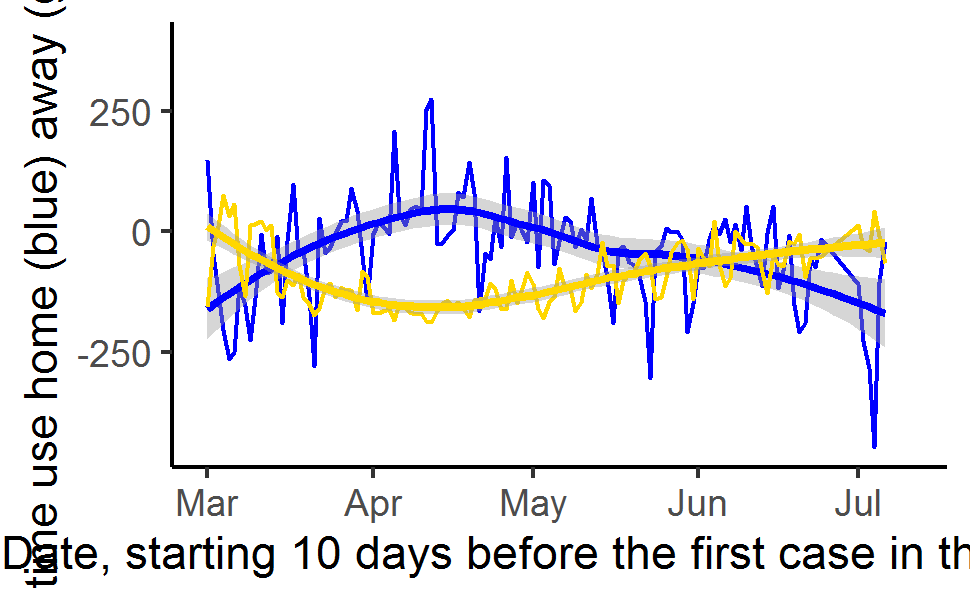 time use home (blue) away (
250
0
-250
Mar Apr May Jun Jul
Date, starting 10 days before the first case in